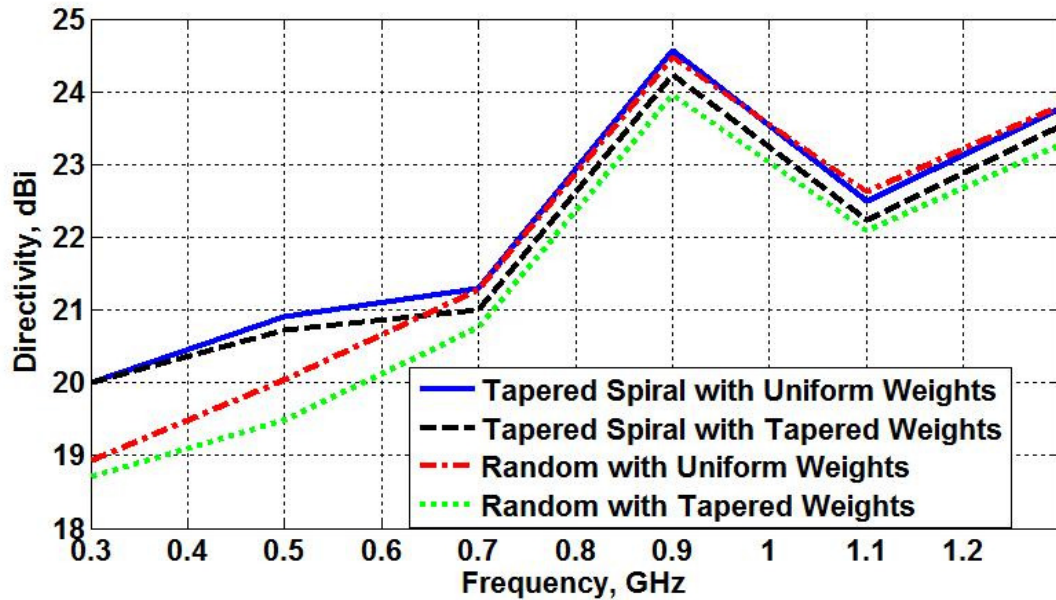 25
24
23
22
21
20
19
18
Directivity, dBi
Tapered Spiral with Uniform Weights
Tapered Spiral with Tapered Weights
Random with Uniform Weights
Random with Tapered Weights
0.3 0.4 0.5 0.6 0.7 0.8 0.9 1 1.1 1.2
Frequency, GHz